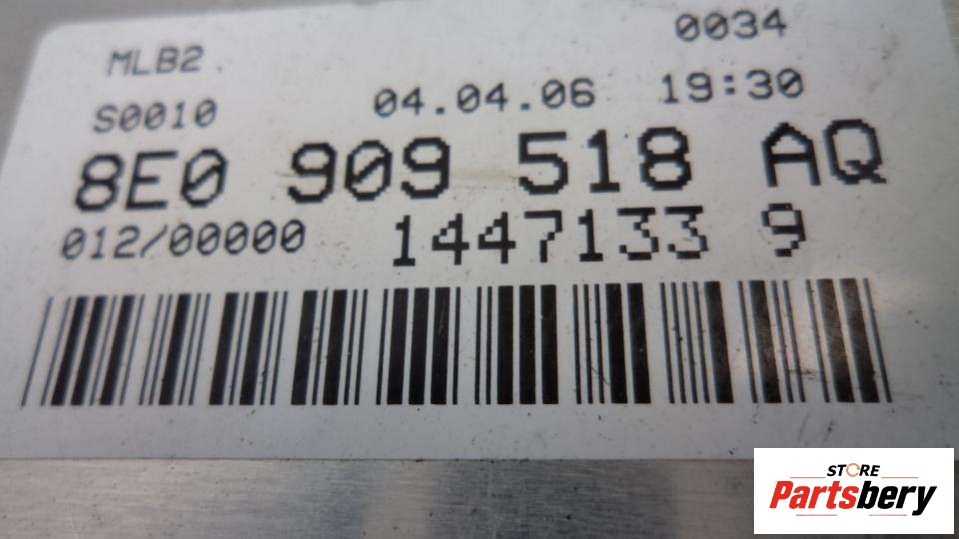 MLB2 0034
S0010 04.04.06 19:30
8E0 909 518 AQ
012/00000 1447133 9
STORE
Partsbery